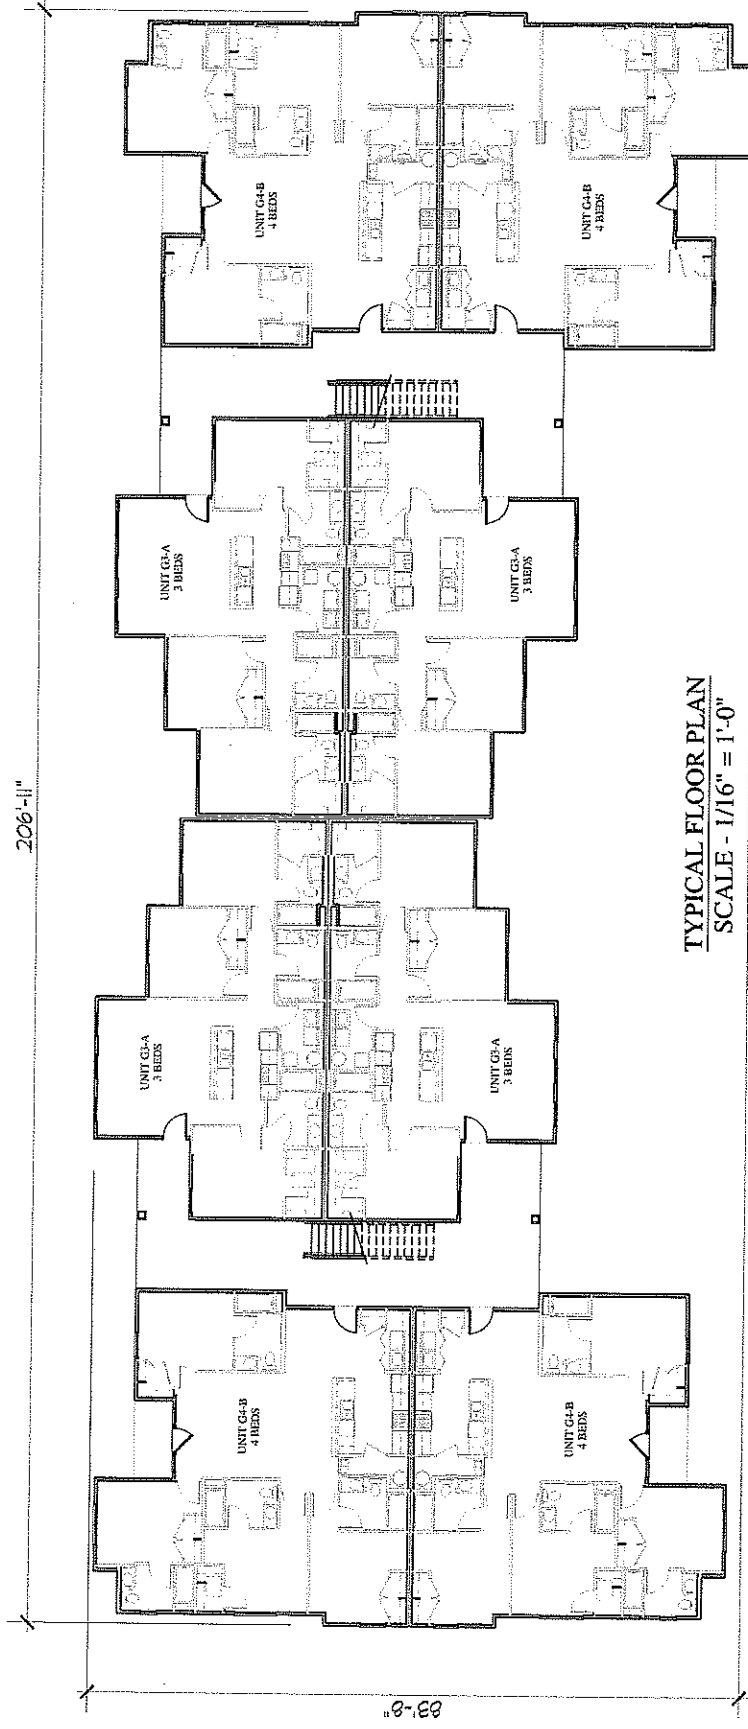 206'-11"
UNIT G4-B
4 BEDS
UNIT G4-B
4 BEDS
UNIT G3-A
3 BEDS
UNIT G3-A
3 BEDS
UNIT G3-A
3 BEDS
UNIT G3-A
3 BEDS
UNIT G4-B
4 BEDS
UNIT G4-B
4 BEDS
83'-8"
TYPICAL FLOOR PLAN
SCALE - 1/16" = 1'-0"